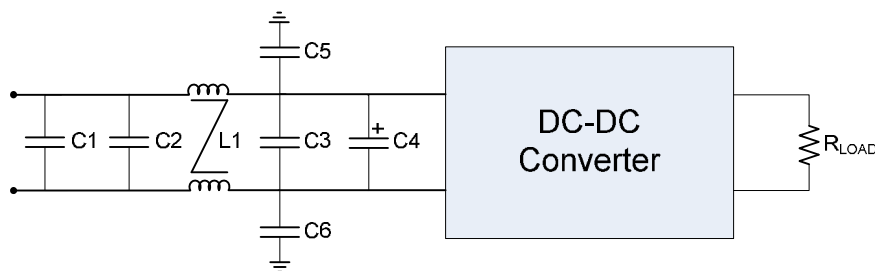 C5
C1
C2
L1
C3
+
C4
DC-DC
Converter
RLOAD
C6